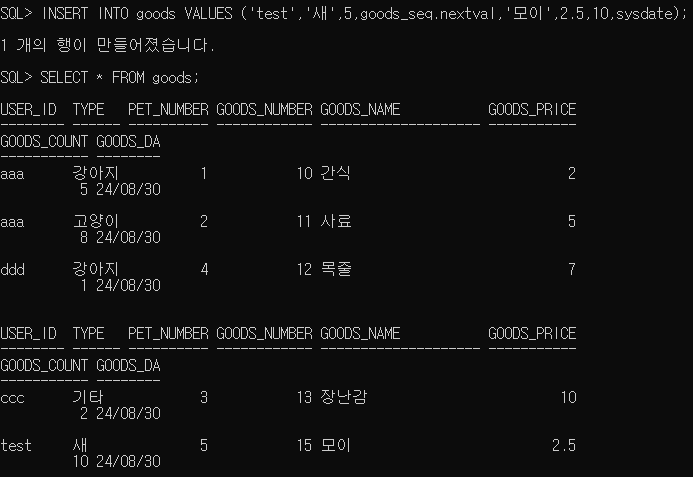 SQL> INSERT INTO goods VALUES ('test','새',5,goods_seq.nextval,'모이',2.5,10,sysdate);
1 개의 행이 만들어졌습니다.
SQL> SELECT * FROM goods;
USER_ID TYPE PET_NUMBER GOODS_NUMBER GOODS_NAME GOODS_PRICE
------- ------ ---------- ------------ -------------------- -----------
GOODS_COUNT GOODS_DA
----------- --------
aaa 강아지 1 10 간식 2
5 24/08/30
aaa 고양이 2 11 사료 5
8 24/08/30
ddd 강아지 4 12 목줄 7
1 24/08/30
USER_ID TYPE PET_NUMBER GOODS_NUMBER GOODS_NAME GOODS_PRICE
------- ------ ---------- ------------ -------------------- -----------
GOODS_COUNT GOODS_DA
----------- --------
ccc 기타 3 13 장난감 10
2 24/08/30
test 새 5 15 모이 2.5
10 24/08/30